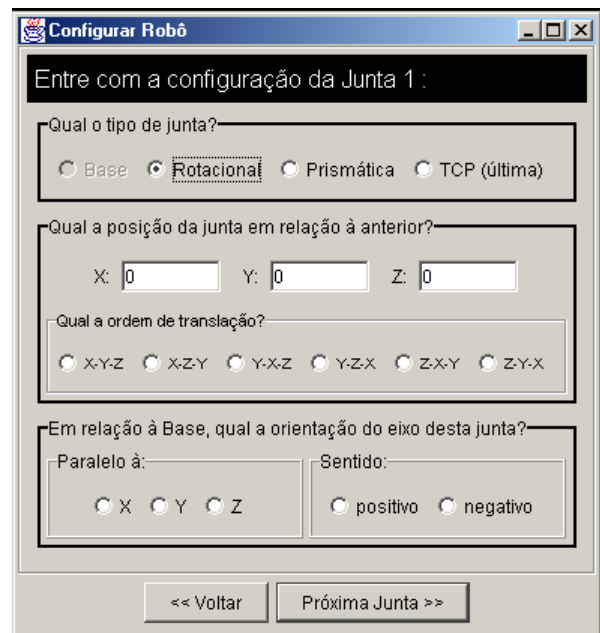 Configurar Robô
Entre com a configuração da Junta 1 :
Qual o tipo de junta?
Base Rotacional Prismática TCP (última)
Qual a posição da junta em relação à anterior?
X: 0 Y: 0 Z: 0
Qual a ordem de translação?
X-Y-Z X-Z-Y Y-X-Z Y-Z-X Z-X-Y Z-Y-X
Em relação à Base, qual a orientação do eixo desta junta?
Paralelo à: Sentido:
X Y Z positivo negativo
<< Voltar Próxima Junta >>